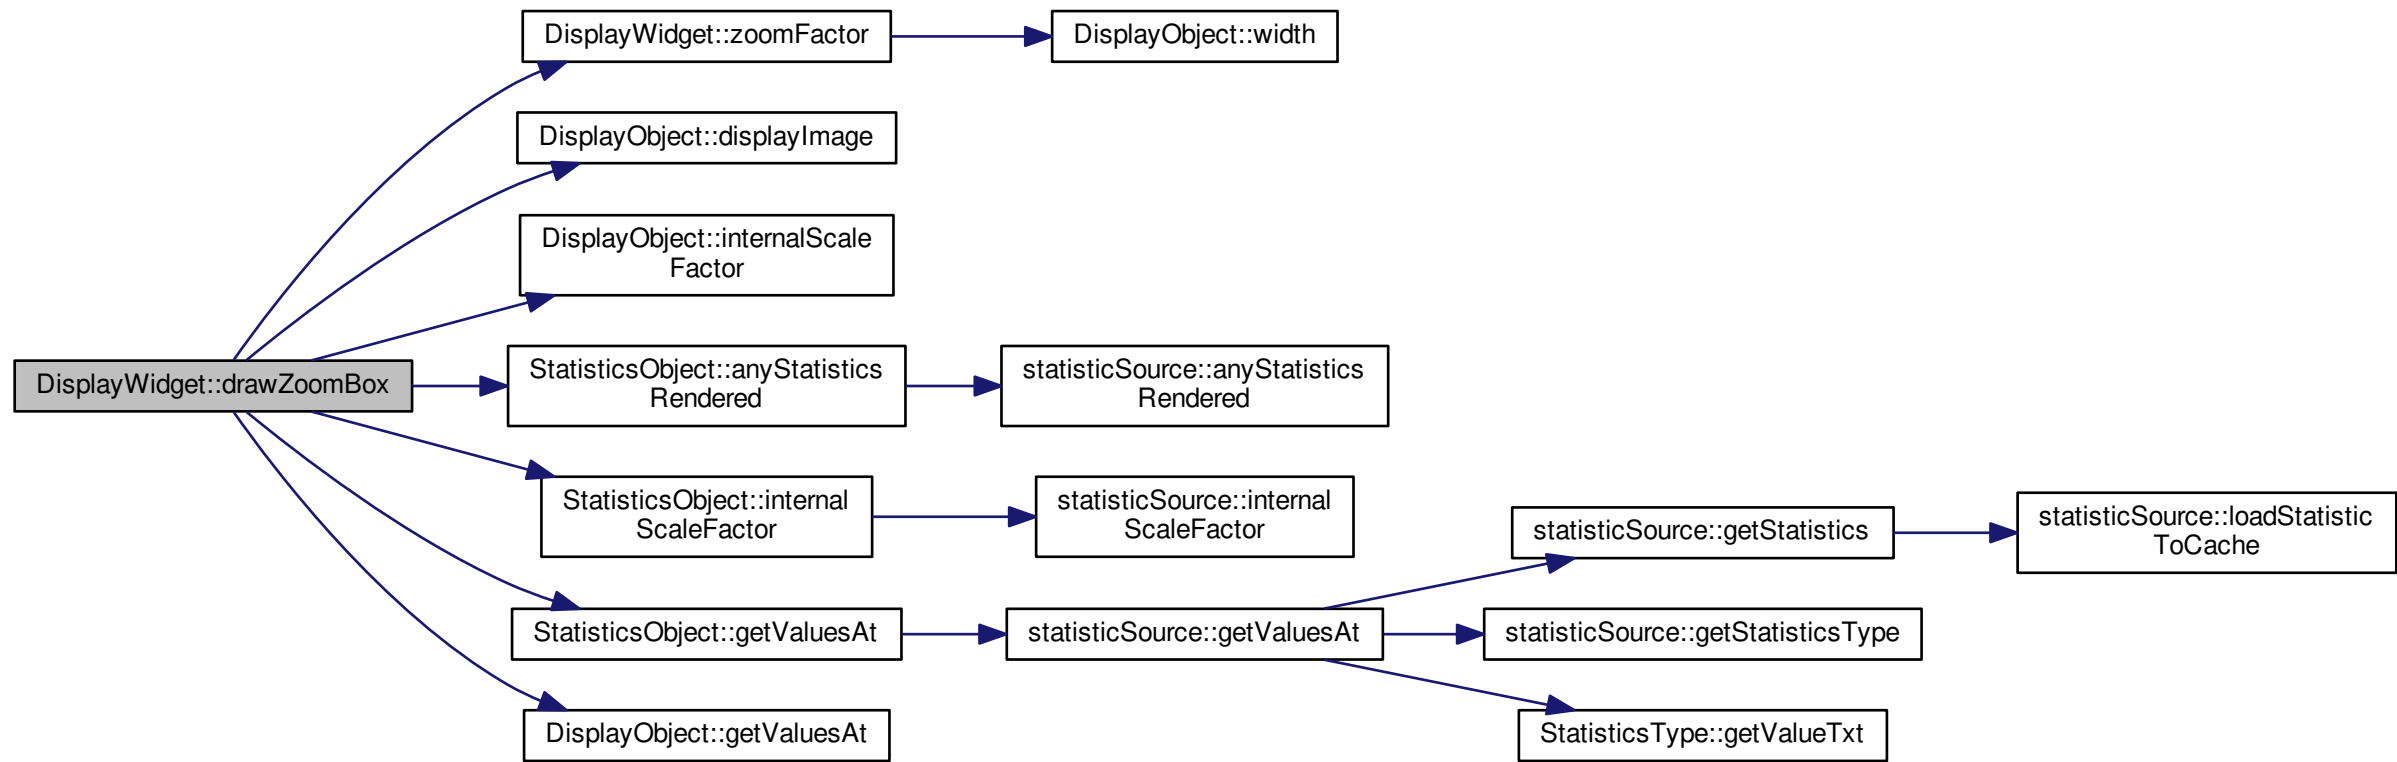 DisplayWidget::drawZoomBox
DisplayWidget::zoomFactor
DisplayObject::width
DisplayObject::displayImage
DisplayObject::internalScale
Factor
StatisticsObject::anyStatistics
Rendered
statisticSource::anyStatistics
Rendered
StatisticsObject::internal
ScaleFactor
statisticSource::internal
ScaleFactor
StatisticsObject::getValuesAt
statisticSource::getValuesAt
statisticSource::getStatistics
statisticSource::loadStatistic
ToCache
statisticSource::getStatisticsType
StatisticsType::getValueTxt
DisplayObject::getValuesAt